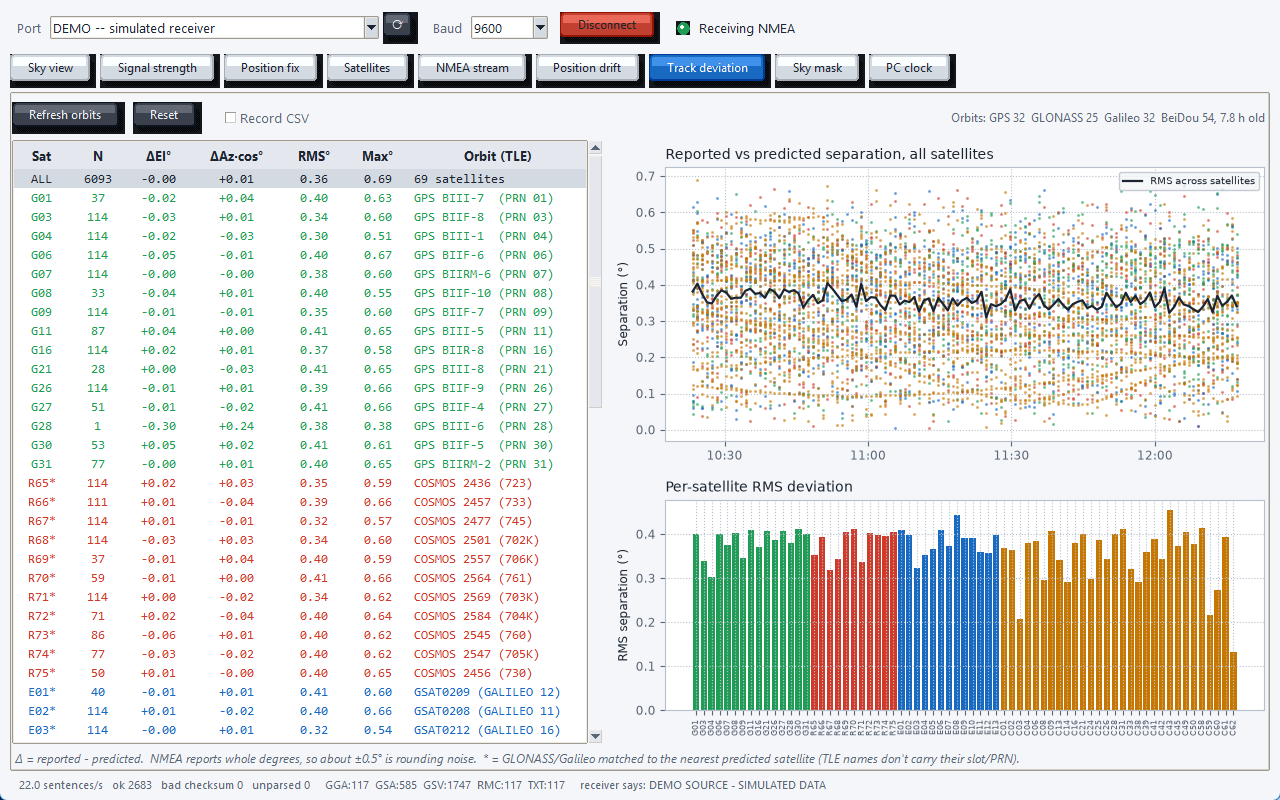 Port DEMO -- simulated receiver Baud 9600 Disconnect Receiving NMEA
Sky view Signal strength Position fix Satellites NMEA stream Position drift Track deviation Sky mask PC clock
Refresh orbits Reset Record CSV Orbits: GPS 32 GLONASS 25 Galileo 32 BeiDou 54, 7.8 h old
Sat N ΔEl° ΔAz·cos° RMS° Max° Orbit (TLE)
ALL 6093 -0.00 +0.01 0.36 0.69 69 satellites
G01 37 -0.02 +0.04 0.40 0.63 GPS BIII-7 (PRN 01)
G03 114 -0.03 +0.01 0.34 0.60 GPS BIIF-8 (PRN 03)
G04 114 -0.02 -0.03 0.30 0.51 GPS BIII-1 (PRN 04)
G06 114 -0.05 -0.01 0.40 0.67 GPS BIIF-6 (PRN 06)
G07 114 -0.00 -0.00 0.38 0.60 GPS BIIRM-6 (PRN 07)
G08 33 -0.04 +0.01 0.40 0.55 GPS BIIF-10 (PRN 08)
G09 114 -0.01 -0.01 0.35 0.60 GPS BIIF-7 (PRN 09)
G11 87 +0.04 +0.00 0.41 0.65 GPS BIII-5 (PRN 11)
G16 114 +0.02 +0.01 0.37 0.58 GPS BIIR-8 (PRN 16)
G21 28 +0.00 -0.03 0.41 0.65 GPS BIII-8 (PRN 21)
G26 114 -0.01 +0.01 0.39 0.66 GPS BIIF-9 (PRN 26)
G27 51 -0.01 -0.02 0.41 0.66 GPS BIIF-4 (PRN 27)
G28 1 -0.30 +0.24 0.38 0.38 GPS BIII-6 (PRN 28)
G30 53 +0.05 +0.02 0.41 0.61 GPS BIIF-5 (PRN 30)
G31 77 -0.00 +0.01 0.40 0.65 GPS BIIRM-2 (PRN 31)
R65* 114 +0.02 +0.03 0.35 0.59 COSMOS 2436 (723)
R66* 111 +0.01 -0.04 0.39 0.66 COSMOS 2457 (733)
R67* 114 -0.01 -0.01 0.32 0.57 COSMOS 2477 (745)
R68* 114 -0.03 +0.03 0.34 0.60 COSMOS 2501 (702K)
R69* 37 -0.01 +0.04 0.40 0.59 COSMOS 2557 (706K)
R70* 59 -0.01 +0.00 0.41 0.66 COSMOS 2564 (761)
R71* 114 +0.00 -0.02 0.34 0.62 COSMOS 2569 (703K)
R72* 71 +0.02 -0.04 0.40 0.64 COSMOS 2584 (704K)
R73* 86 -0.06 +0.01 0.40 0.62 COSMOS 2545 (760)
R74* 77 -0.03 -0.02 0.40 0.62 COSMOS 2547 (705K)
R75* 50 +0.01 -0.00 0.40 0.65 COSMOS 2456 (730)
E01* 40 -0.01 +0.01 0.41 0.60 GSAT0209 (GALILEO 12)
E02* 114 +0.01 -0.02 0.40 0.66 GSAT0208 (GALILEO 11)
E03* 114 -0.00 +0.01 0.32 0.54 GSAT0212 (GALILEO 16)
Reported vs predicted separation, all satellites
RMS across satellites
Separation (°)
0.7
0.6
0.5
0.4
0.3
0.2
0.1
0.0
10:30 11:00 11:30 12:00
Per-satellite RMS deviation
RMS separation (°)
0.4
0.3
0.2
0.1
0.0
Δ = reported - predicted. NMEA reports whole degrees, so about ±0.5° is rounding noise. * = GLONASS/Galileo matched to the nearest predicted satellite (TLE names don't carry their slot/PRN).
22.0 sentences/s ok 2683 bad checksum 0 unparsed 0 GGA:117 GSA:585 GSV:1747 RMC:117 TXT:117 receiver says: DEMO SOURCE - SIMULATED DATA